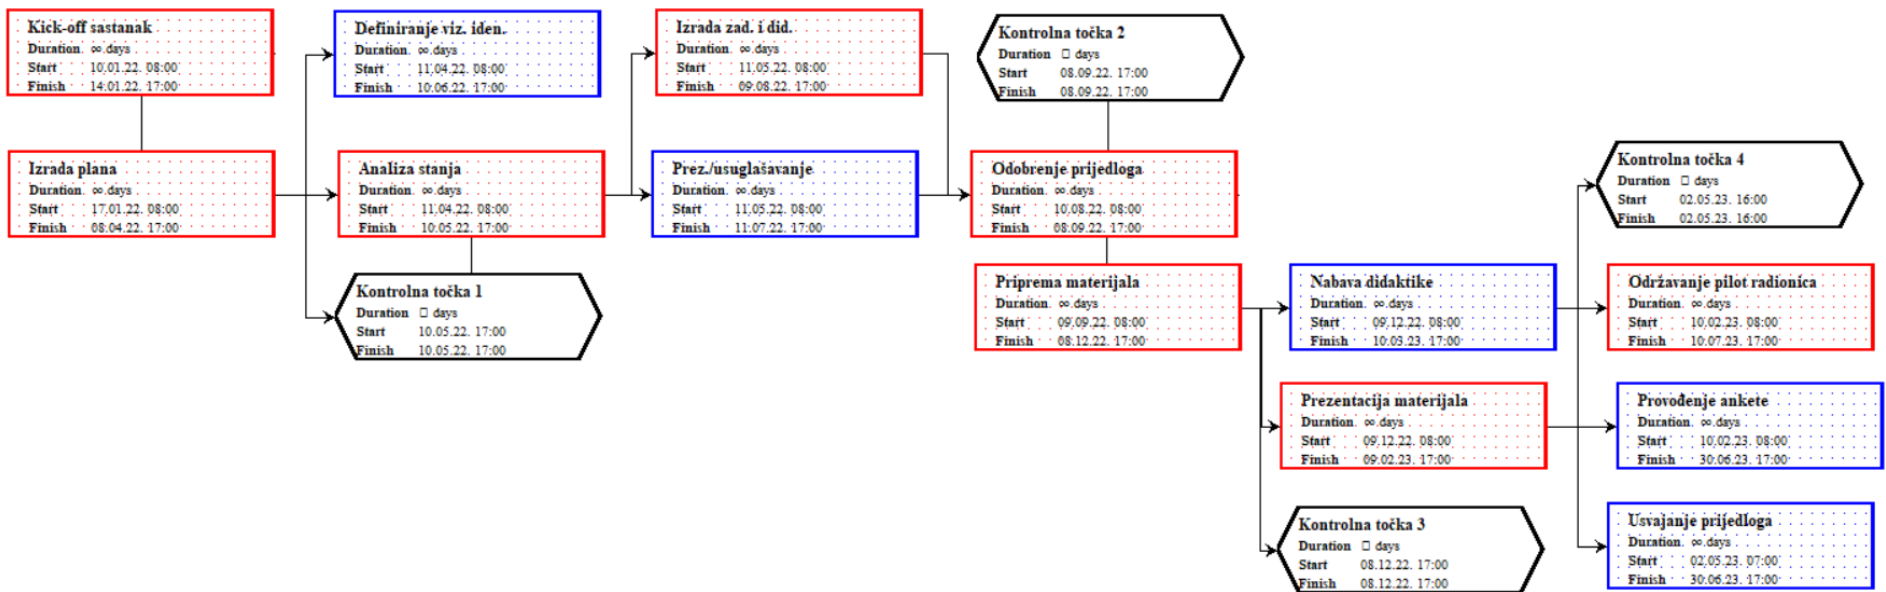 Kick-off sastanak
Duration ∞ days
Start 10.01.22. 08:00
Finish 14.01.22. 17:00
Izrada plana
Duration ∞ days
Start 17.01.22. 08:00
Finish 08.04.22. 17:00
Definiranje viz. iden.
Duration ∞ days
Start 11.04.22. 08:00
Finish 10.06.22. 17:00
Analiza stanja
Duration ∞ days
Start 11.04.22. 08:00
Finish 10.05.22. 17:00
Kontrolna točka 1
Duration □ days
Start 10.05.22. 17:00
Finish 10.05.22. 17:00
Izrada zad. i did.
Duration ∞ days
Start 11.05.22. 08:00
Finish 09.08.22. 17:00
Prez./usuglašavanje
Duration ∞ days
Start 11.05.22. 08:00
Finish 11.07.22. 17:00
Kontrolna točka 2
Duration □ days
Start 08.09.22. 17:00
Finish 08.09.22. 17:00
Odobrenje prijedloga
Duration ∞ days
Start 10.08.22. 08:00
Finish 08.09.22. 17:00
Priprema materijala
Duration ∞ days
Start 09.09.22. 08:00
Finish 08.12.22. 17:00
Nabava didaktike
Duration ∞ days
Start 09.12.22. 08:00
Finish 10.03.23. 17:00
Prezentacija materijala
Duration ∞ days
Start 09.12.22. 08:00
Finish 09.02.23. 17:00
Kontrolna točka 3
Duration □ days
Start 08.12.22. 17:00
Finish 08.12.22. 17:00
Kontrolna točka 4
Duration □ days
Start 02.05.23. 16:00
Finish 02.05.23. 16:00
Održavanje pilot radionica
Duration ∞ days
Start 10.02.23. 08:00
Finish 10.07.23. 17:00
Provođenje ankete
Duration ∞ days
Start 10.02.23. 08:00
Finish 30.06.23. 17:00
Usvajanje prijedloga
Duration ∞ days
Start 02.05.23. 07:00
Finish 30.06.23. 17:00